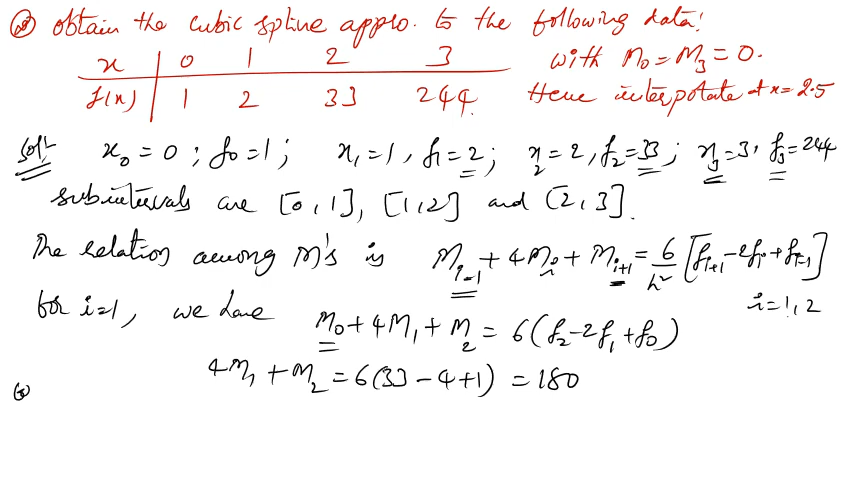 obtain the cubic spline appro. to the following data!
x | 0 1 2 3 with M₀ = M₃ = 0.
f(x) | 1 2 33 244 Hence interpolate at x = 2.5
Solⁿ x₀ = 0 ; f₀ = 1 ; x₁ = 1 , f₁ = 2 ; x₂ = 2 , f₂ = 33 ; x₃ = 3 , f₃ = 244
subintervals are [0,1], [1,2] and [2,3].
The relation among M's is Mᵢ₋₁ + 4Mᵢ + Mᵢ₊₁ = 6/h² [fᵢ₊₁ - 2fᵢ + fᵢ₋₁]
i = 1, 2
for i=1, we have M₀ + 4M₁ + M₂ = 6(f₂ - 2f₁ + f₀)
4M₁ + M₂ = 6(33 - 4 + 1) = 180